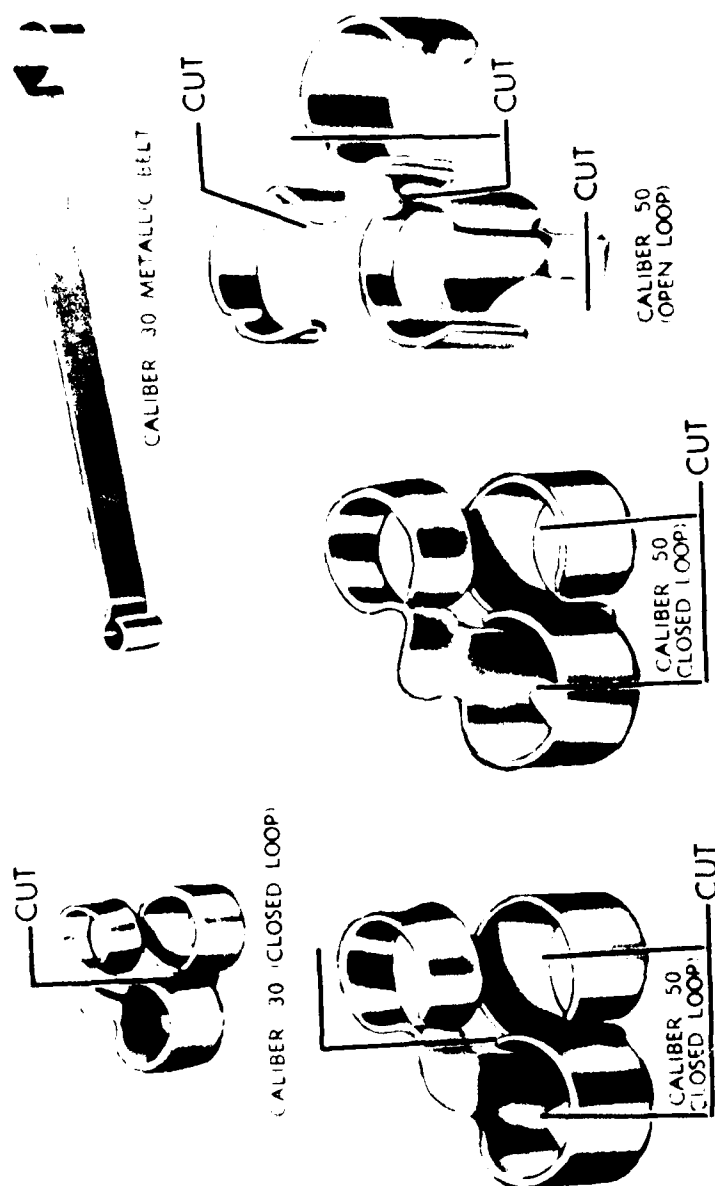 CUT
CALIBER 30 METALLIC BELT
CUT
CALIBER 30 (CLOSED LOOP)
CUT
CUT
CALIBER 50
(OPEN LOOP)
CALIBER 50
CLOSED LOOP)
CUT
CALIBER 50
CLOSED LOOP)
CUT